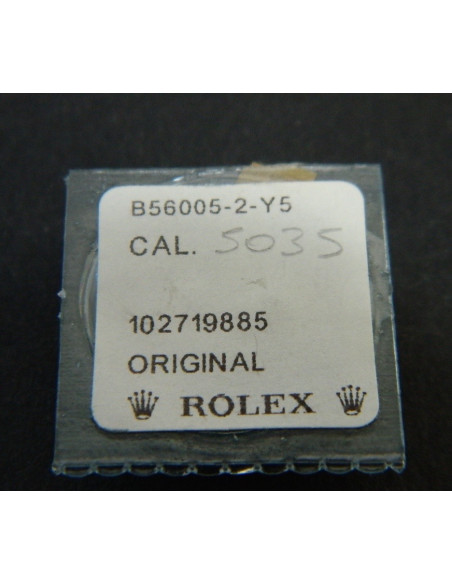 B56005-2-Y5
CAL. 5035
102719885
ORIGINAL
ROLEX